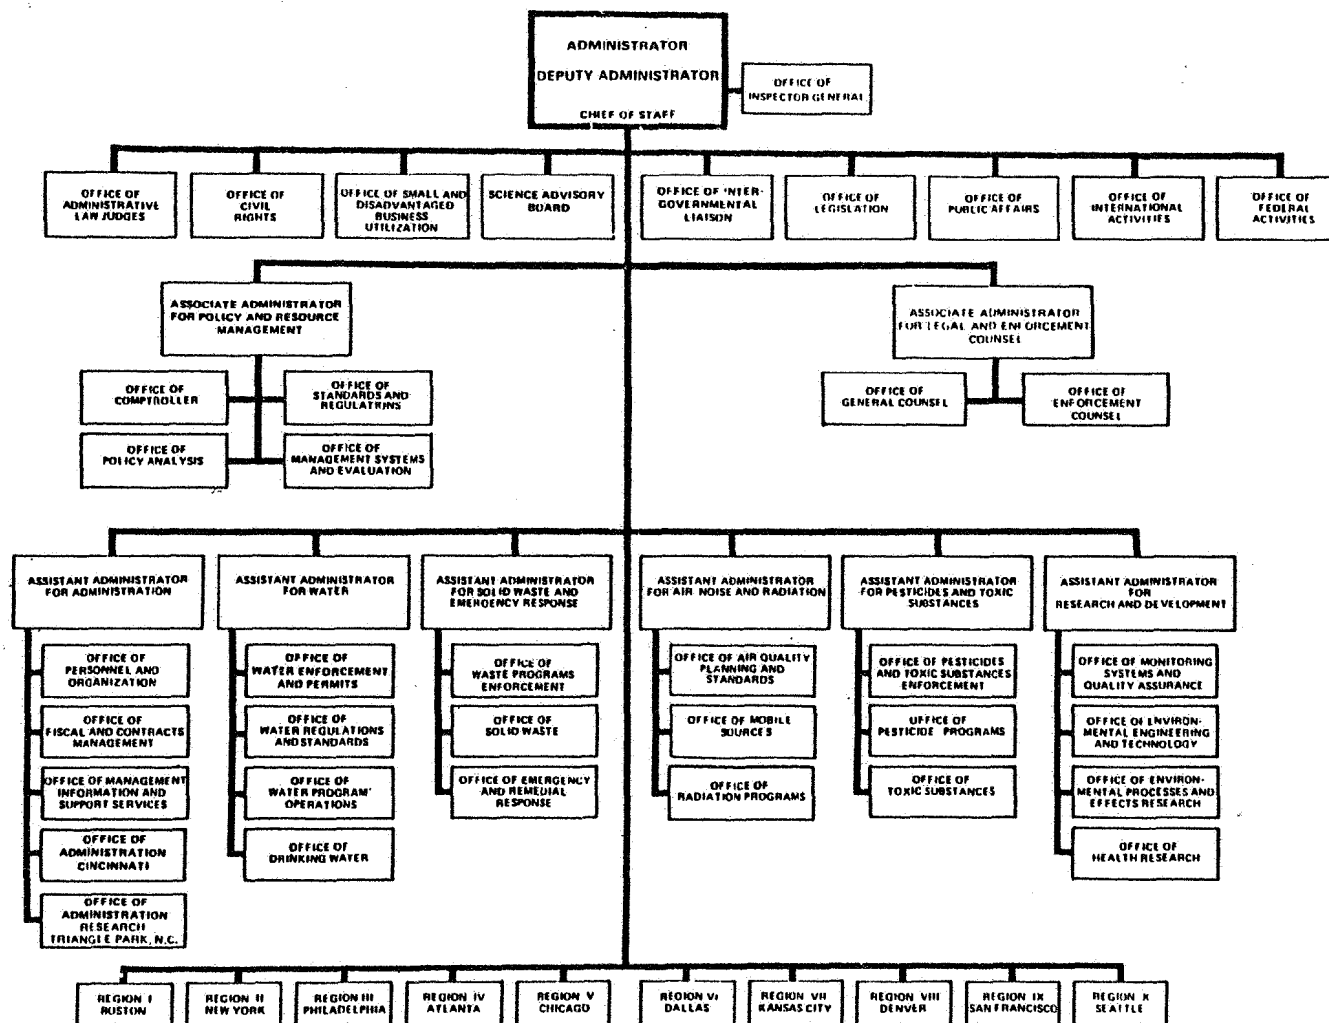 ADMINISTRATOR
DEPUTY ADMINISTRATOR
CHIEF OF STAFF
OFFICE OF
INSPECTOR GENERAL
OFFICE OF
ADMINISTRATIVE
LAW JUDGES
OFFICE OF
CIVIL
RIGHTS
OFFICE OF SMALL AND
DISADVANTAGED
BUSINESS
UTILIZATION
SCIENCE ADVISORY
BOARD
OFFICE OF INTER-
GOVERNMENTAL
LIAISON
OFFICE OF
LEGISLATION
OFFICE OF
PUBLIC AFFAIRS
OFFICE OF
INTERNATIONAL
ACTIVITIES
OFFICE OF
FEDERAL
ACTIVITIES
ASSOCIATE ADMINISTRATOR
FOR POLICY AND RESOURCE
MANAGEMENT
ASSOCIATE ADMINISTRATOR
FOR LEGAL AND ENFORCEMENT
COUNSEL
OFFICE OF
COMPTROLLER
OFFICE OF
STANDARDS AND
REGULATIONS
OFFICE OF
POLICY ANALYSIS
OFFICE OF
MANAGEMENT SYSTEMS
AND EVALUATION
OFFICE OF
GENERAL COUNSEL
OFFICE OF
ENFORCEMENT
COUNSEL
ASSISTANT ADMINISTRATOR
FOR ADMINISTRATION
OFFICE OF
PERSONNEL AND
ORGANIZATION
OFFICE OF
FISCAL AND CONTRACTS
MANAGEMENT
OFFICE OF MANAGEMENT
INFORMATION AND
SUPPORT SERVICES
OFFICE OF
ADMINISTRATION
CINCINNATI
OFFICE OF
ADMINISTRATION
RESEARCH
TRIANGLE PARK, N.C.
ASSISTANT ADMINISTRATOR
FOR WATER
OFFICE OF
WATER ENFORCEMENT
AND PERMITS
OFFICE OF
WATER REGULATIONS
AND STANDARDS
OFFICE OF
WATER PROGRAM
OPERATIONS
OFFICE OF
DRINKING WATER
ASSISTANT ADMINISTRATOR
FOR SOLID WASTE AND
EMERGENCY RESPONSE
OFFICE OF
WASTE PROGRAMS
ENFORCEMENT
OFFICE OF
SOLID WASTE
OFFICE OF EMERGENCY
AND REMEDIAL
RESPONSE
ASSISTANT ADMINISTRATOR
FOR AIR NOISE AND RADIATION
OFFICE OF AIR QUALITY
PLANNING AND
STANDARDS
OFFICE OF MOBILE
SOURCES
OFFICE OF
RADIATION PROGRAMS
ASSISTANT ADMINISTRATOR
FOR PESTICIDES AND TOXIC
SUBSTANCES
OFFICE OF PESTICIDES
AND TOXIC SUBSTANCES
ENFORCEMENT
OFFICE OF
PESTICIDE PROGRAMS
OFFICE OF
TOXIC SUBSTANCES
ASSISTANT ADMINISTRATOR
FOR
RESEARCH AND DEVELOPMENT
OFFICE OF MONITORING
SYSTEMS AND
QUALITY ASSURANCE
OFFICE OF ENVIRON-
MENTAL ENGINEERING
AND TECHNOLOGY
OFFICE OF ENVIRON-
MENTAL PROCESSES AND
EFFECTS RESEARCH
OFFICE OF
HEALTH RESEARCH
REGION I
BOSTON
REGION II
NEW YORK
REGION III
PHILADELPHIA
REGION IV
ATLANTA
REGION V
CHICAGO
REGION VI
DALLAS
REGION VII
KANSAS CITY
REGION VIII
DENVER
REGION IX
SAN FRANCISCO
REGION X
SEATTLE